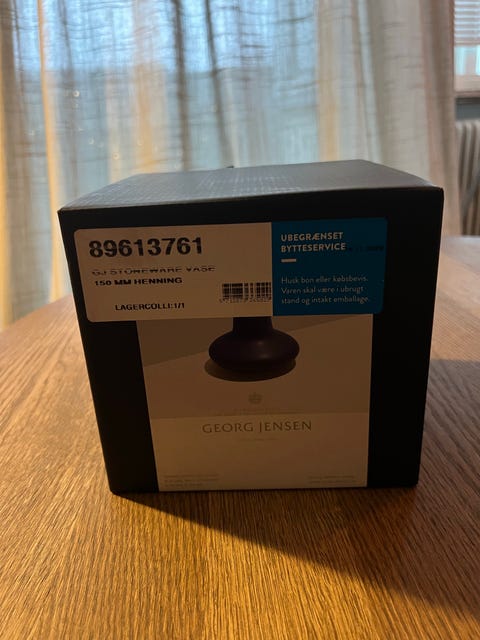 89613761
GJ STONEWARE VASE
150 MM HENNING
LAGERCOLLI:1/1
UBEGRÆNSET
BYTTESERVICE
Husk bon eller købsbevis.
Varen skal være i ubrugt
stand og intakt emballage.
GEORG JENSEN